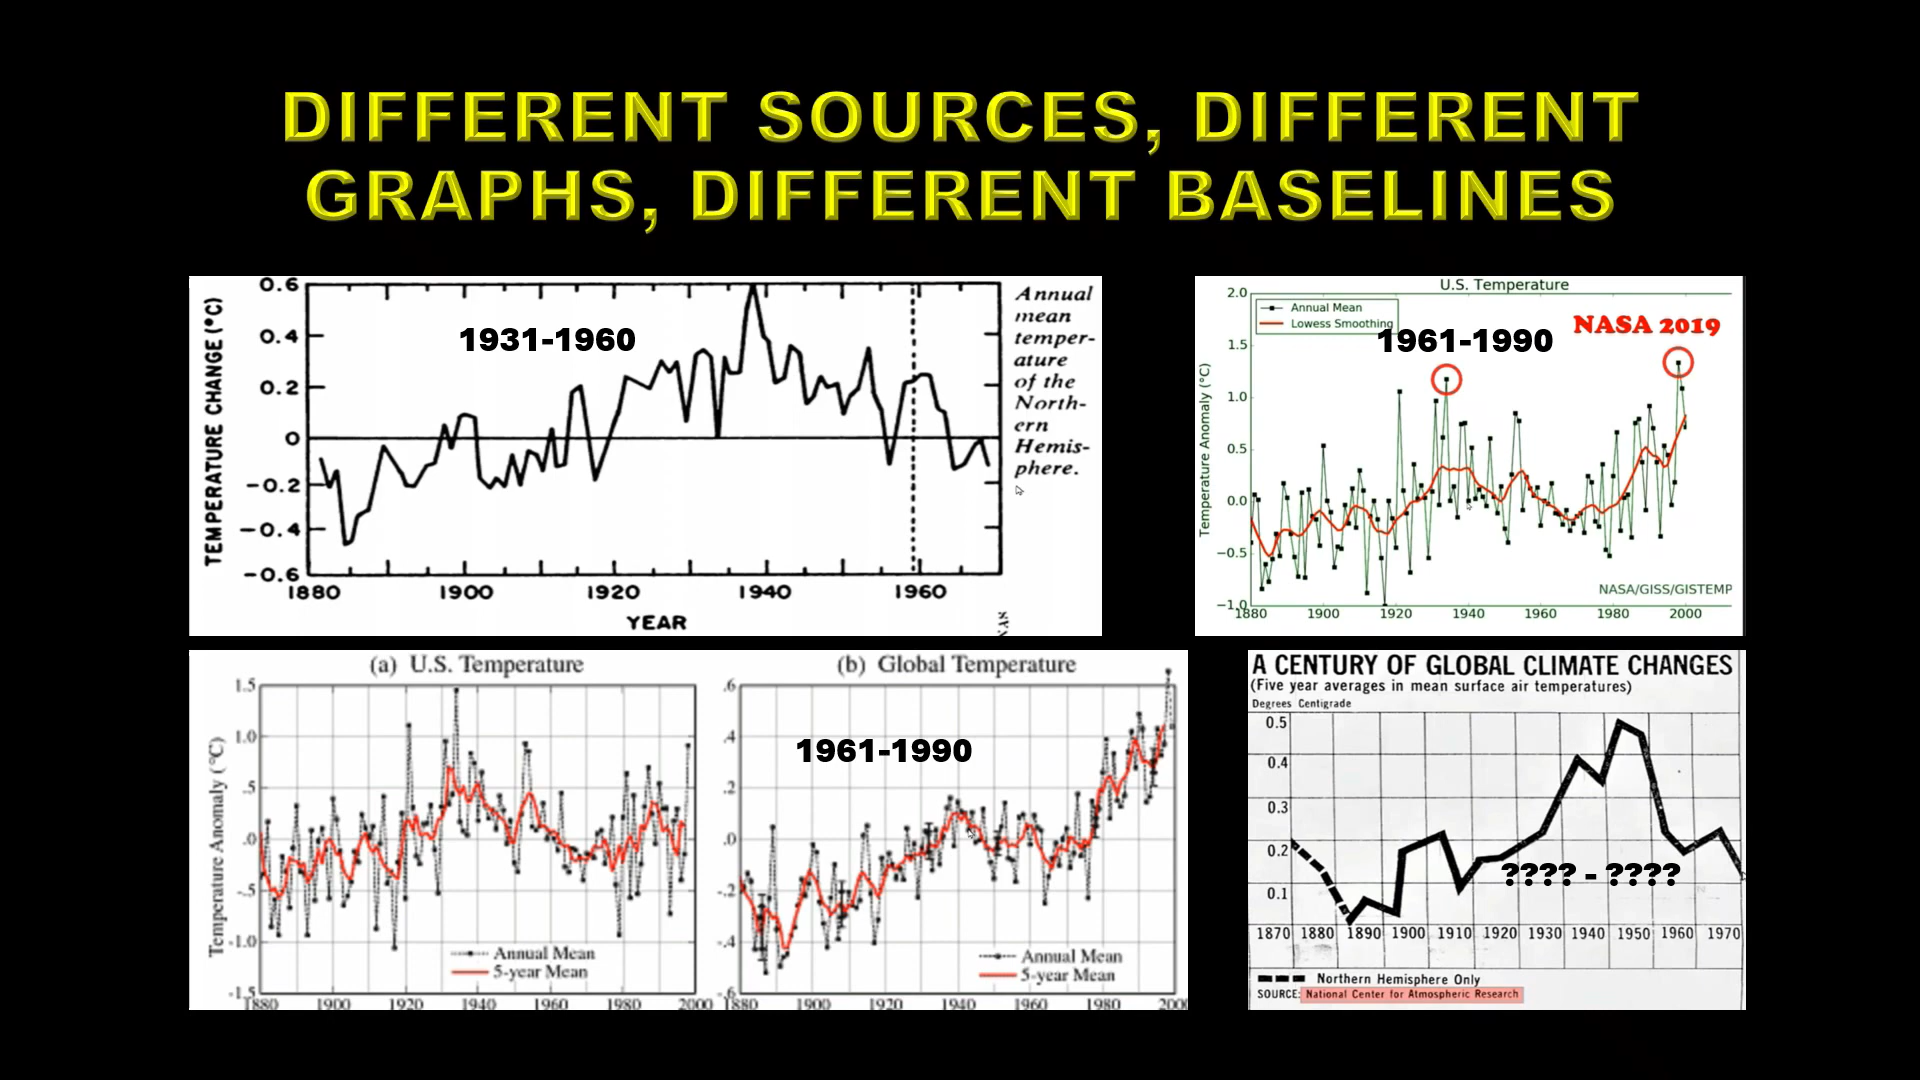 DIFFERENT SOURCES, DIFFERENT
GRAPHS, DIFFERENT BASELINES
TEMPERATURE CHANGE (°C)
0.6
0.4
0.2
0
-0.2
-0.4
-0.6
1931-1960
1880
1900
1920
1940
1960
YEAR
Annual
mean
temper-
ature
of the
North-
ern
Hemis-
phere.
NAS
U.S. Temperature
Temperature Anomaly (°C)
2.0
1.5
1.0
0.5
0.0
−0.5
−1.0
Annual Mean
Lowess Smoothing
1961-1990
NASA 2019
NASA/GISS/GISTEMP
1880
1900
1920
1940
1960
1980
2000
(a) U.S. Temperature
Temperature Anomaly (°C)
1.5
1.0
.5
.0
-.5
-1.0
-1.5
Annual Mean
5-year Mean
1880
1900
1920
1940
1960
1980
2000
(b) Global Temperature
.6
.4
.2
.0
-.2
-.4
-.6
1961-1990
Annual Mean
5-year Mean
1880
1900
1920
1940
1960
1980
200
A CENTURY OF GLOBAL CLIMATE CHANGES
(Five year averages in mean surface air temperatures)
Degrees Centigrade
0.5
0.4
0.3
0.2
0.1
???? - ????
1870 1880 1890 1900 1910 1920 1930 1940 1950 1960 1970
Northern Hemisphere Only
SOURCE: National Center for Atmospheric Research